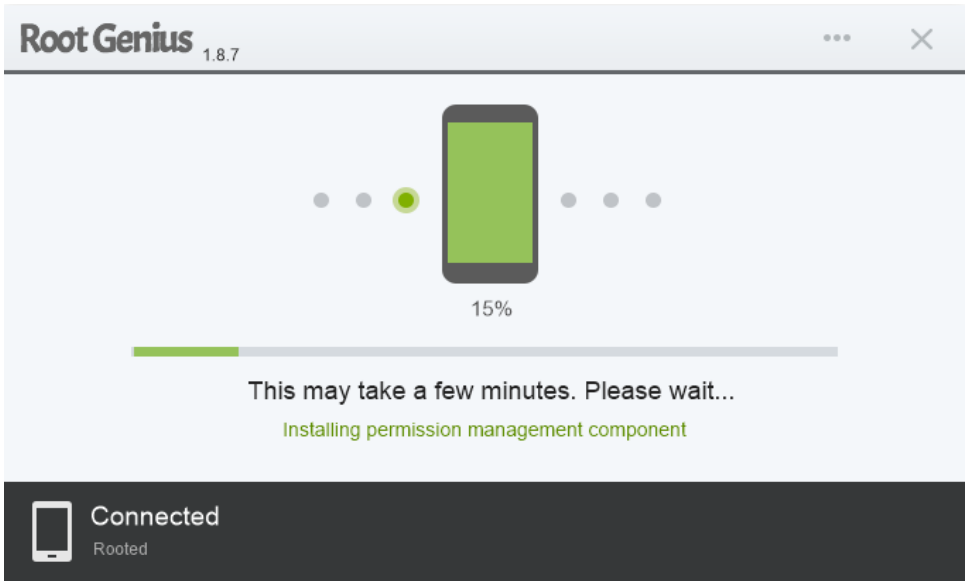 Root Genius 1.8.7
15%
This may take a few minutes. Please wait...
Installing permission management component
Connected
Rooted